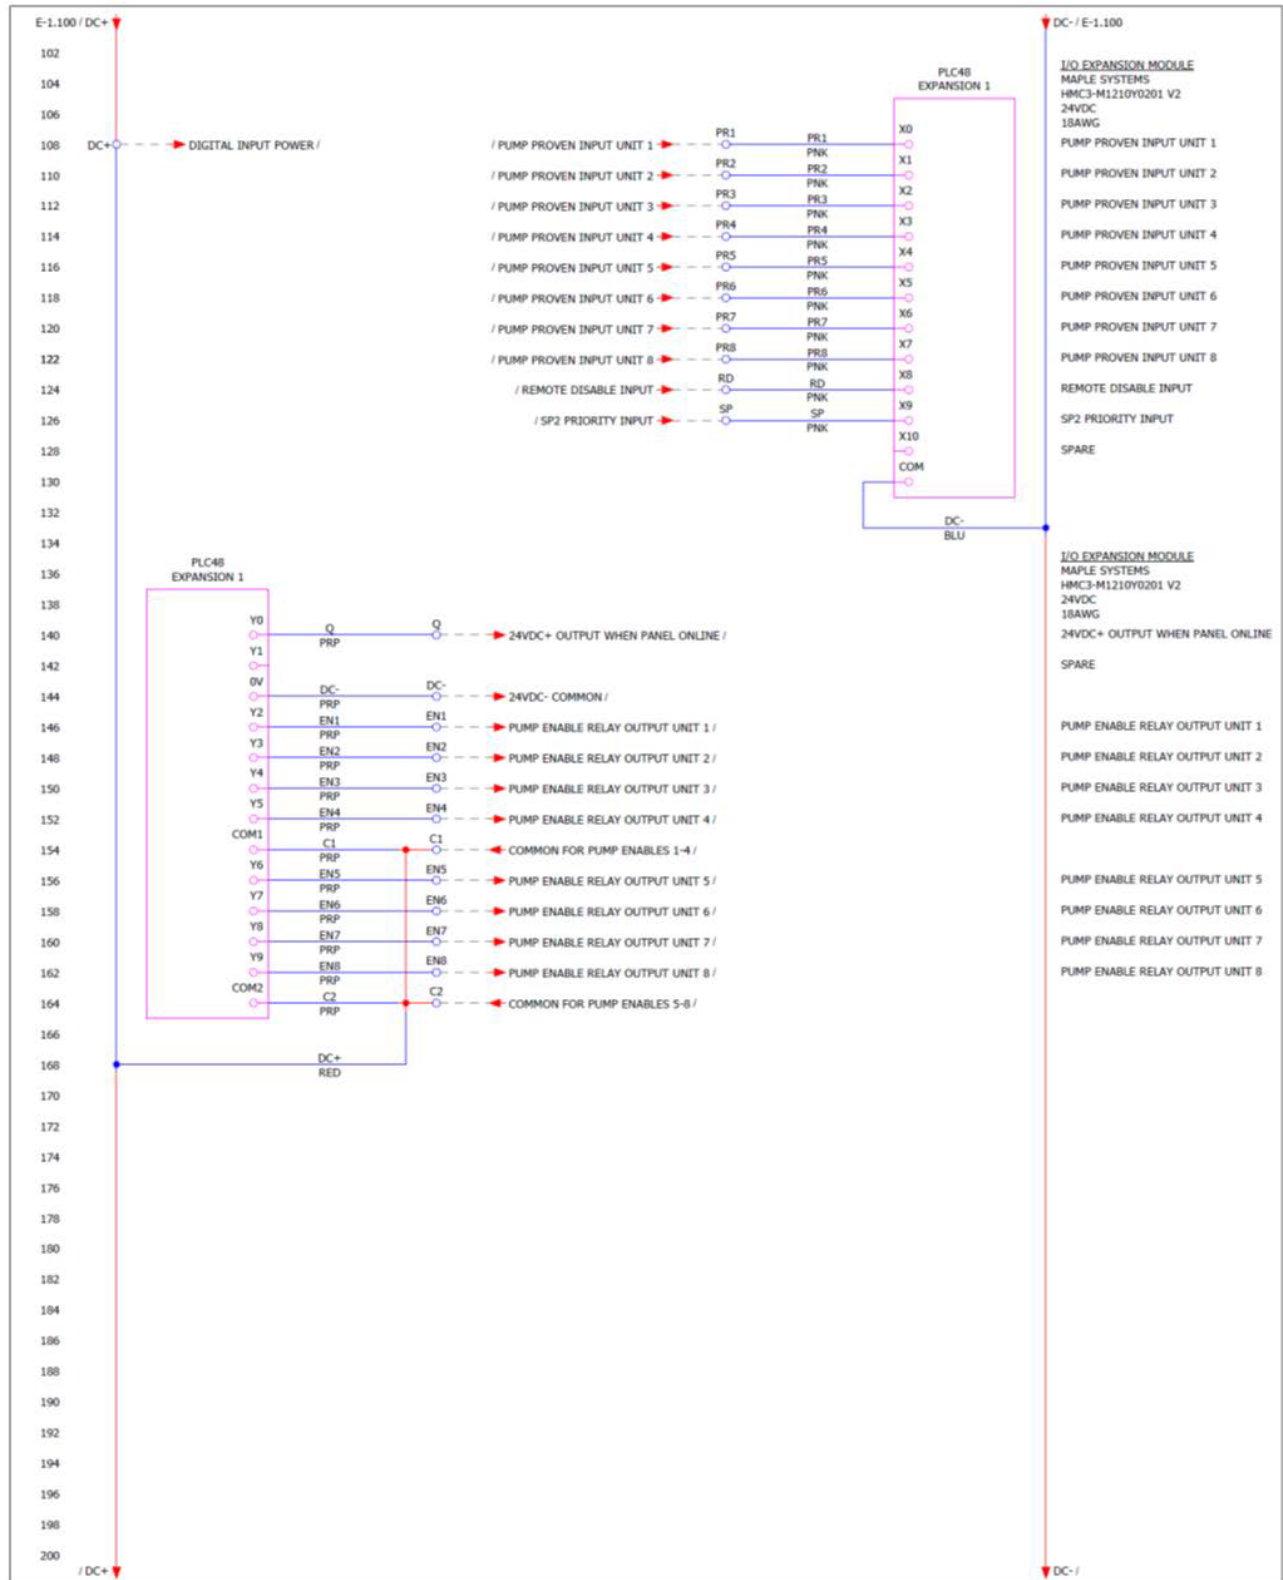 E-1.100 / DC+
DC- / E-1.100
102
I/O EXPANSION MODULE
PLC48
MAPLE SYSTEMS
104
EXPANSION 1
HMC3-M1210Y0201 V2
24VDC
106
18AWG
108 DC+ DIGITAL INPUT POWER / / PUMP PROVEN INPUT UNIT 1 PR1 PR1 PNK X0 PUMP PROVEN INPUT UNIT 1
110 / PUMP PROVEN INPUT UNIT 2 PR2 PR2 PNK X1 PUMP PROVEN INPUT UNIT 2
112 / PUMP PROVEN INPUT UNIT 3 PR3 PR3 PNK X2 PUMP PROVEN INPUT UNIT 3
114 / PUMP PROVEN INPUT UNIT 4 PR4 PR4 PNK X3 PUMP PROVEN INPUT UNIT 4
116 / PUMP PROVEN INPUT UNIT 5 PR5 PR5 PNK X4 PUMP PROVEN INPUT UNIT 5
118 / PUMP PROVEN INPUT UNIT 6 PR6 PR6 PNK X5 PUMP PROVEN INPUT UNIT 6
120 / PUMP PROVEN INPUT UNIT 7 PR7 PR7 PNK X6 PUMP PROVEN INPUT UNIT 7
122 / PUMP PROVEN INPUT UNIT 8 PR8 PR8 PNK X7 PUMP PROVEN INPUT UNIT 8
124 / REMOTE DISABLE INPUT RD RD PNK X8 REMOTE DISABLE INPUT
126 / SP2 PRIORITY INPUT SP SP PNK X9 SP2 PRIORITY INPUT
128 X10 SPARE
130 COM
132 DC- BLU
134
PLC48
I/O EXPANSION MODULE
136
EXPANSION 1
MAPLE SYSTEMS
HMC3-M1210Y0201 V2
138
24VDC
18AWG
140 Y0 Q PRP Q 24VDC+ OUTPUT WHEN PANEL ONLINE / 24VDC+ OUTPUT WHEN PANEL ONLINE
142 Y1 SPARE
144 0V DC- PRP DC- 24VDC- COMMON /
146 Y2 EN1 PRP EN1 PUMP ENABLE RELAY OUTPUT UNIT 1 / PUMP ENABLE RELAY OUTPUT UNIT 1
148 Y3 EN2 PRP EN2 PUMP ENABLE RELAY OUTPUT UNIT 2 / PUMP ENABLE RELAY OUTPUT UNIT 2
150 Y4 EN3 PRP EN3 PUMP ENABLE RELAY OUTPUT UNIT 3 / PUMP ENABLE RELAY OUTPUT UNIT 3
152 Y5 EN4 PRP EN4 PUMP ENABLE RELAY OUTPUT UNIT 4 / PUMP ENABLE RELAY OUTPUT UNIT 4
154 COM1 C1 PRP C1 COMMON FOR PUMP ENABLES 1-4 /
156 Y6 EN5 PRP EN5 PUMP ENABLE RELAY OUTPUT UNIT 5 / PUMP ENABLE RELAY OUTPUT UNIT 5
158 Y7 EN6 PRP EN6 PUMP ENABLE RELAY OUTPUT UNIT 6 / PUMP ENABLE RELAY OUTPUT UNIT 6
160 Y8 EN7 PRP EN7 PUMP ENABLE RELAY OUTPUT UNIT 7 / PUMP ENABLE RELAY OUTPUT UNIT 7
162 Y9 EN8 PRP EN8 PUMP ENABLE RELAY OUTPUT UNIT 8 / PUMP ENABLE RELAY OUTPUT UNIT 8
164 COM2 C2 PRP C2 COMMON FOR PUMP ENABLES 5-8 /
166
168 DC+ RED
170
172
174
176
178
180
182
184
186
188
190
192
194
196
198
200
/ DC+
DC- /